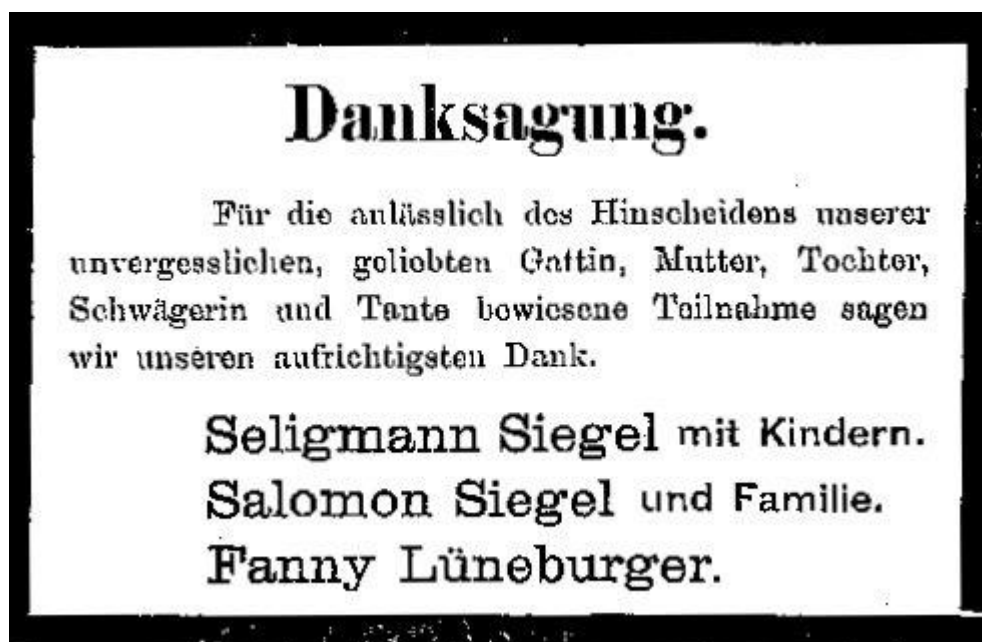 Danksagung.
Für die anlässlich des Hinscheidens unserer
unvergesslichen, geliebten Gattin, Mutter, Tochter,
Schwägerin und Tante bewiesene Teilnahme sagen
wir unseren aufrichtigsten Dank.
Seligmann Siegel mit Kindern.
Salomon Siegel und Familie.
Fanny Lüneburger.